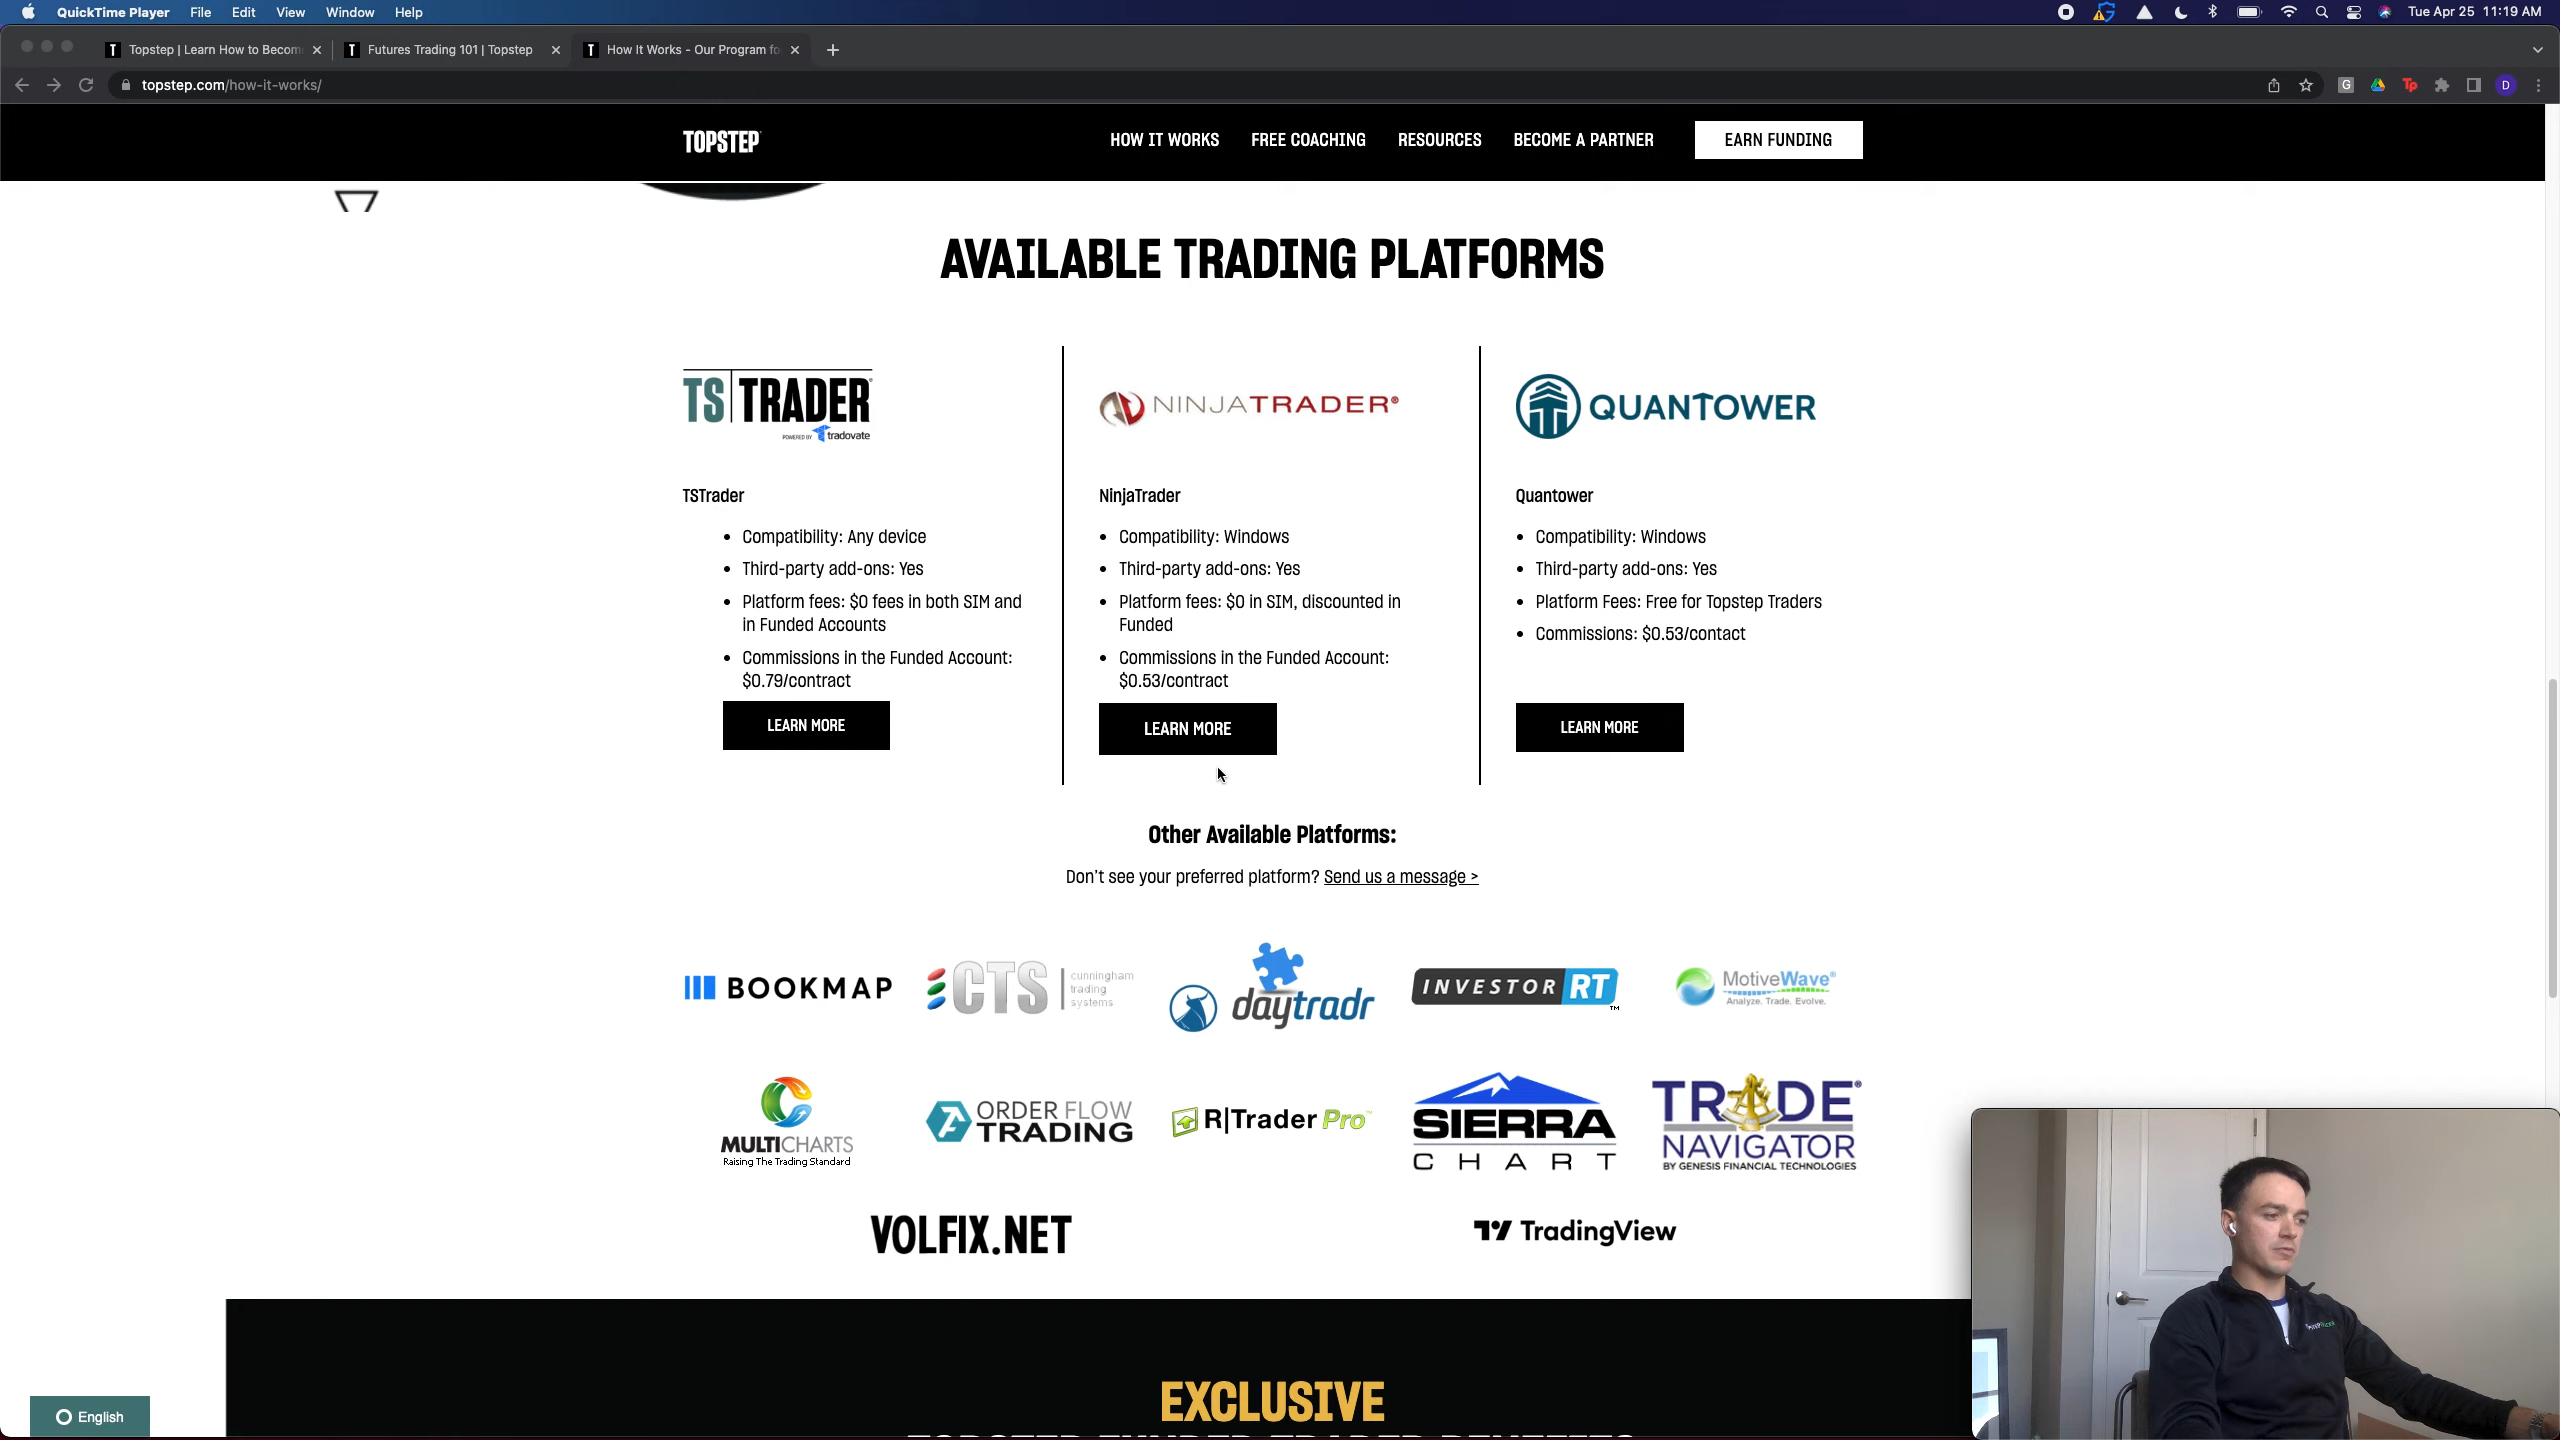 QuickTime Player File Edit View Window Help Tue Apr 25 11:19 AM
Topstep | Learn How to Becom Futures Trading 101 | Topstep How It Works - Our Program fo
topstep.com/how-it-works/
G Tp D
TOPSTEP HOW IT WORKS FREE COACHING RESOURCES BECOME A PARTNER EARN FUNDING
AVAILABLE TRADING PLATFORMS
TS|TRADER
POWERED BY tradovate
NINJATRADER®
QUANTOWER
TSTrader
• Compatibility: Any device
• Third-party add-ons: Yes
• Platform fees: $0 fees in both SIM and
in Funded Accounts
• Commissions in the Funded Account:
$0.79/contract
LEARN MORE
NinjaTrader
• Compatibility: Windows
• Third-party add-ons: Yes
• Platform fees: $0 in SIM, discounted in
Funded
• Commissions in the Funded Account:
$0.53/contract
LEARN MORE
Quantower
• Compatibility: Windows
• Third-party add-ons: Yes
• Platform Fees: Free for Topstep Traders
• Commissions: $0.53/contact
LEARN MORE
Other Available Platforms:
Don't see your preferred platform? Send us a message >
BOOKMAP
CTS cunningham
trading
systems
daytradr
INVESTOR RT™
MotiveWave®
Analyze. Trade. Evolve.
MULTICHARTS
Raising The Trading Standard
ORDER FLOW
TRADING
R|Trader Pro™
SIERRA
CHART
TRADE®
NAVIGATOR
BY GENESIS FINANCIAL TECHNOLOGIES
VOLFIX.NET
TradingView
EXCLUSIVE
English